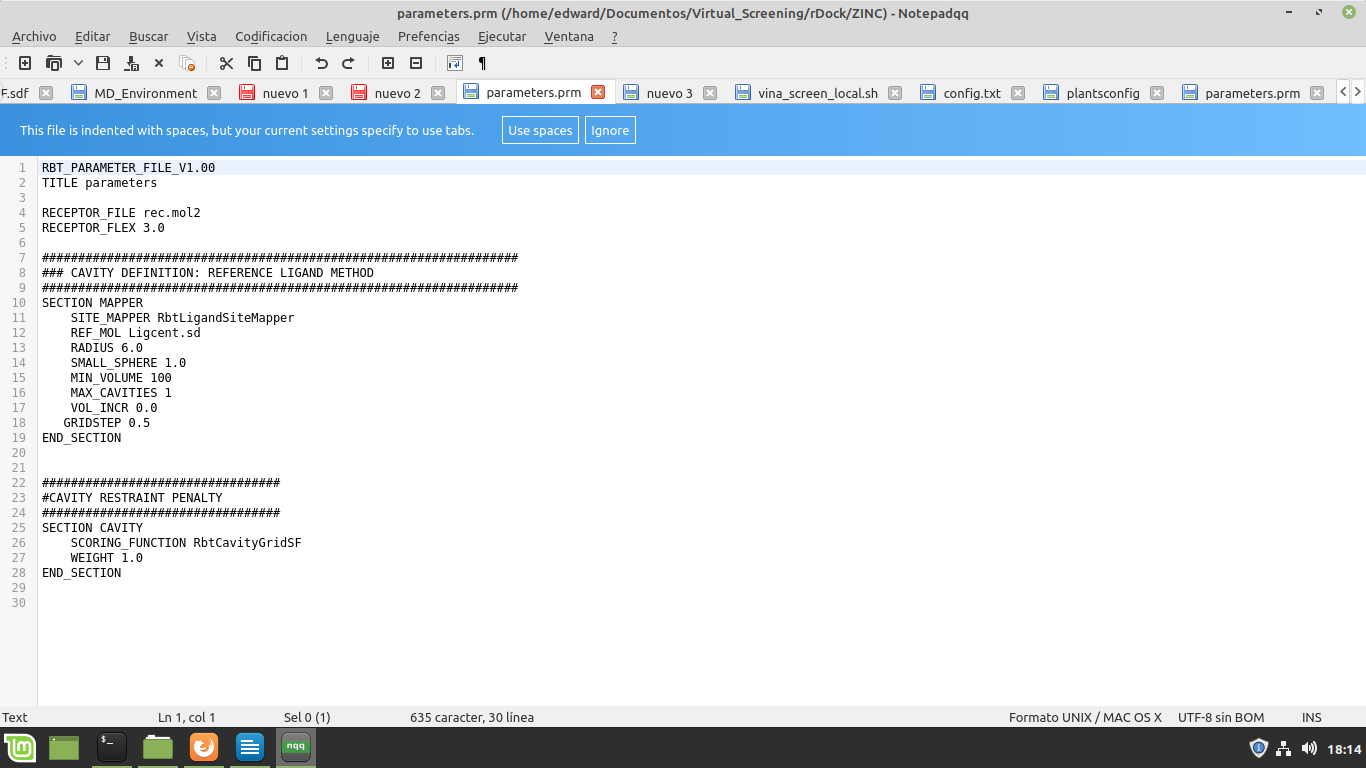 parameters.prm (/home/edward/Documentos/Virtual_Screening/rDock/ZINC) - Notepadqq
Archivo Editar Buscar Vista Codificacion Lenguaje Prefencias Ejecutar Ventana ?
F.sdf MD_Environment nuevo 1 nuevo 2 parameters.prm nuevo 3 vina_screen_local.sh config.txt plantsconfig parameters.prm
This file is indented with spaces, but your current settings specify to use tabs. Use spaces Ignore
1 RBT_PARAMETER_FILE_V1.00
2 TITLE parameters
3
4 RECEPTOR_FILE rec.mol2
5 RECEPTOR_FLEX 3.0
6
7 ##################################################################
8 ### CAVITY DEFINITION: REFERENCE LIGAND METHOD
9 ##################################################################
10 SECTION MAPPER
11     SITE_MAPPER RbtLigandSiteMapper
12     REF_MOL Ligcent.sd
13     RADIUS 6.0
14     SMALL_SPHERE 1.0
15     MIN_VOLUME 100
16     MAX_CAVITIES 1
17     VOL_INCR 0.0
18    GRIDSTEP 0.5
19 END_SECTION
20
21
22 #################################
23 #CAVITY RESTRAINT PENALTY
24 #################################
25 SECTION CAVITY
26     SCORING_FUNCTION RbtCavityGridSF
27     WEIGHT 1.0
28 END_SECTION
29
30
Text Ln 1, col 1 Sel 0 (1) 635 caracter, 30 línea Formato UNIX / MAC OS X UTF-8 sin BOM INS
nqq 18:14